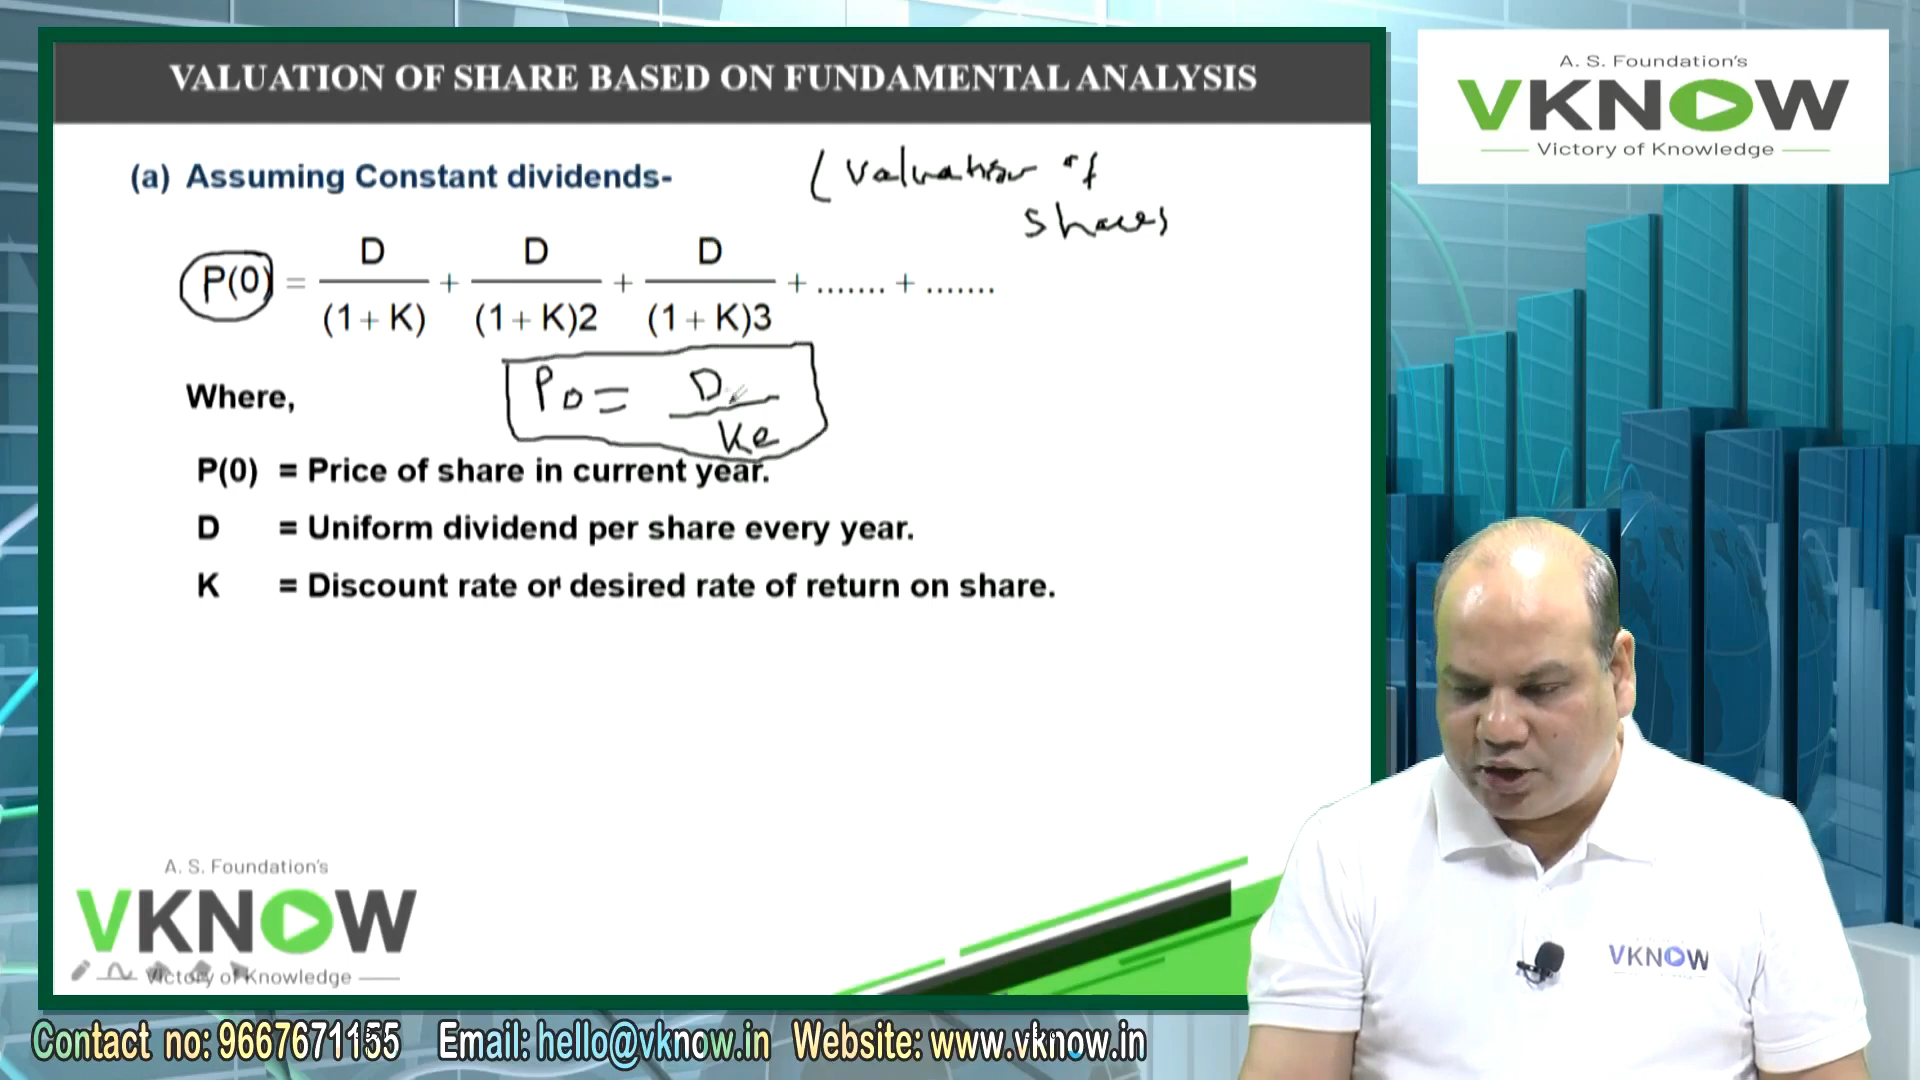 VALUATION OF SHARE BASED ON FUNDAMENTAL ANALYSIS
A. S. Foundation's
VKNOW
Victory of Knowledge
(a) Assuming Constant dividends-
(Valuation of
shares
P(0) = D/(1 + K) + D/(1 + K)2 + D/(1 + K)3 + ....... + .......
P0 = D/Ke
Where,
P(0) = Price of share in current year.
D = Uniform dividend per share every year.
K = Discount rate or desired rate of return on share.
A. S. Foundation's
VKNOW
Victory of Knowledge
VKNOW
Contact no: 9667671155 Email: hello@vknow.in Website: www.vknow.in